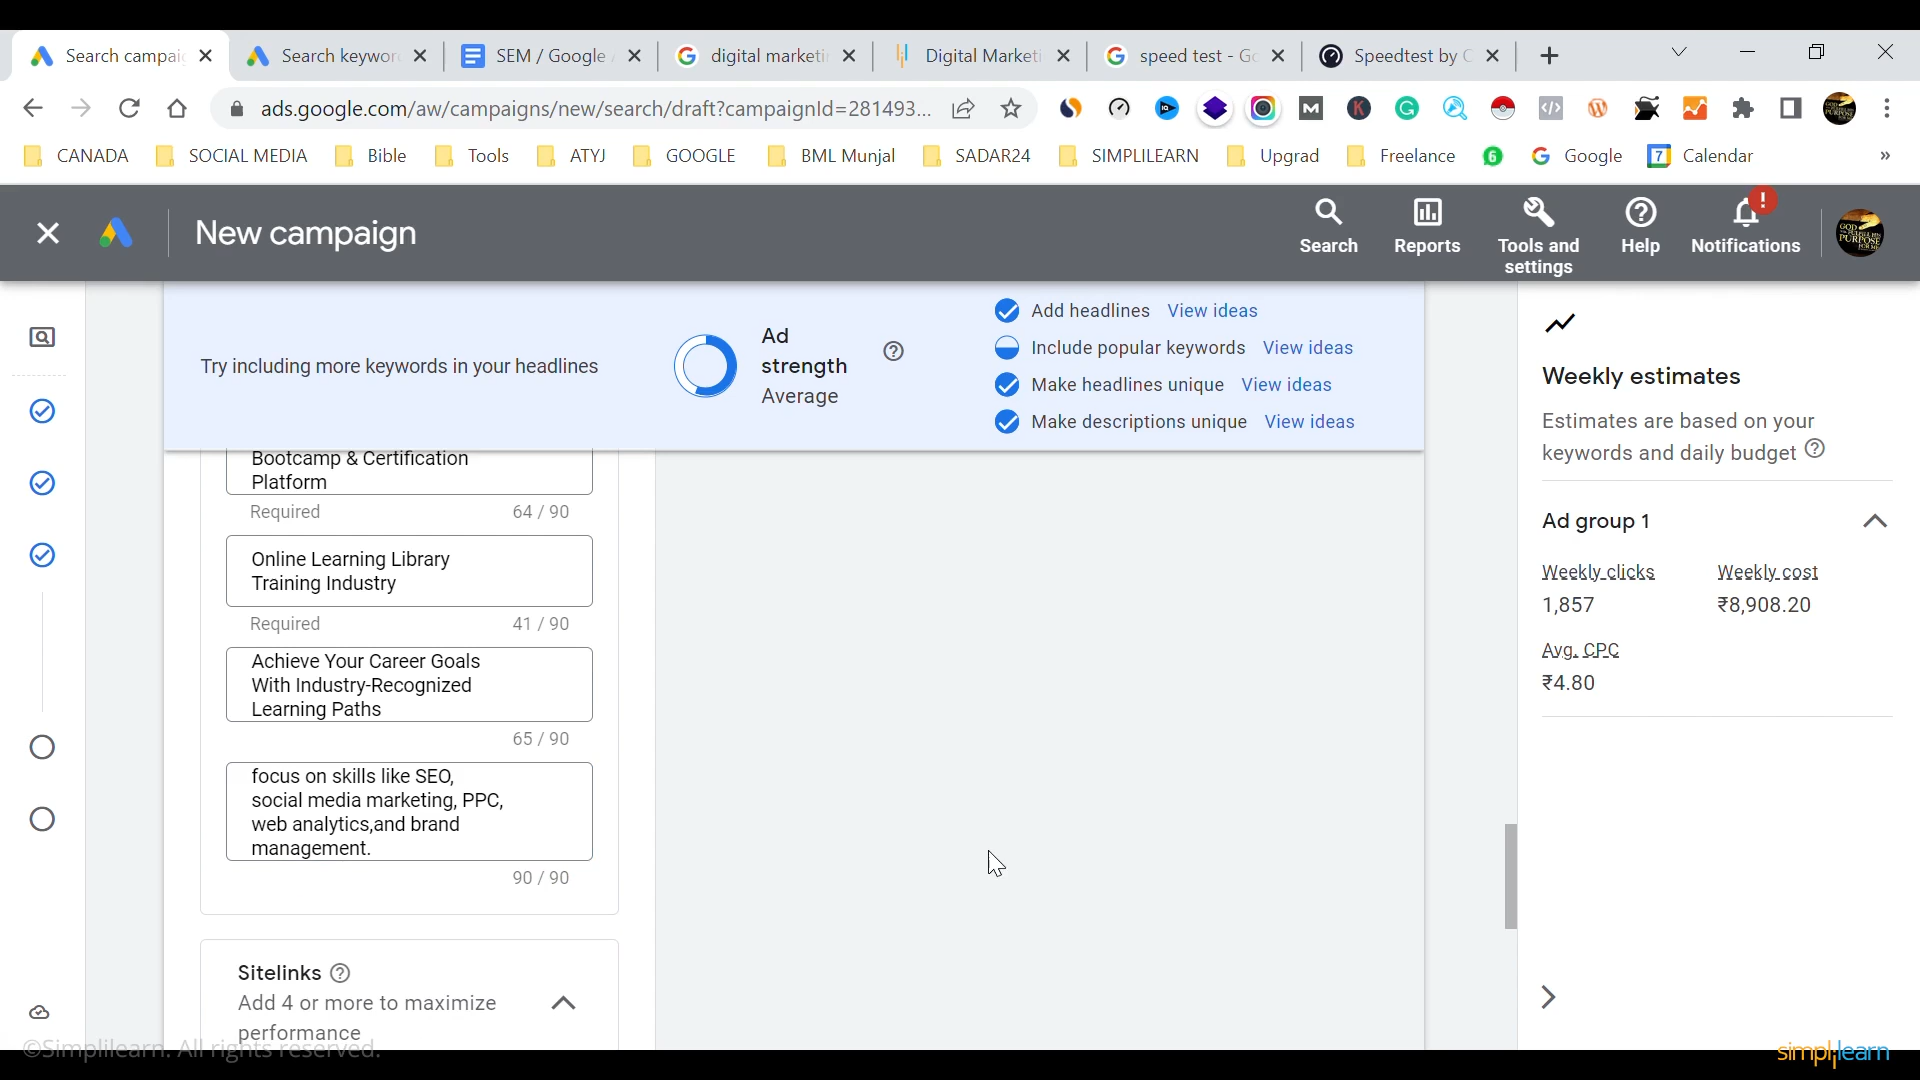 Search campaig
Search keywor
SEM / Google
digital marketi
Digital Marketi
speed test - Go
Speedtest by O
ads.google.com/aw/campaigns/new/search/draft?campaignId=281493...
CANADA
SOCIAL MEDIA
Bible
Tools
ATYJ
GOOGLE
BML Munjal
SADAR24
SIMPLILEARN
Upgrad
Freelance
Google
7
Calendar
»
New campaign
Search
Reports
Tools and
settings
Help
Notifications
Try including more keywords in your headlines
Ad
strength
Average
Add headlines View ideas
Include popular keywords View ideas
Make headlines unique View ideas
Make descriptions unique View ideas
Bootcamp & Certification
Platform
Required 64 / 90
Online Learning Library
Training Industry
Required 41 / 90
Achieve Your Career Goals
With Industry-Recognized
Learning Paths
65 / 90
focus on skills like SEO,
social media marketing, PPC,
web analytics,and brand
management.
90 / 90
Sitelinks
Add 4 or more to maximize
performance
Weekly estimates
Estimates are based on your
keywords and daily budget
Ad group 1
Weekly clicks Weekly cost
1,857 ₹8,908.20
Avg. CPC
₹4.80
©Simplilearn. All rights reserved.
simplilearn